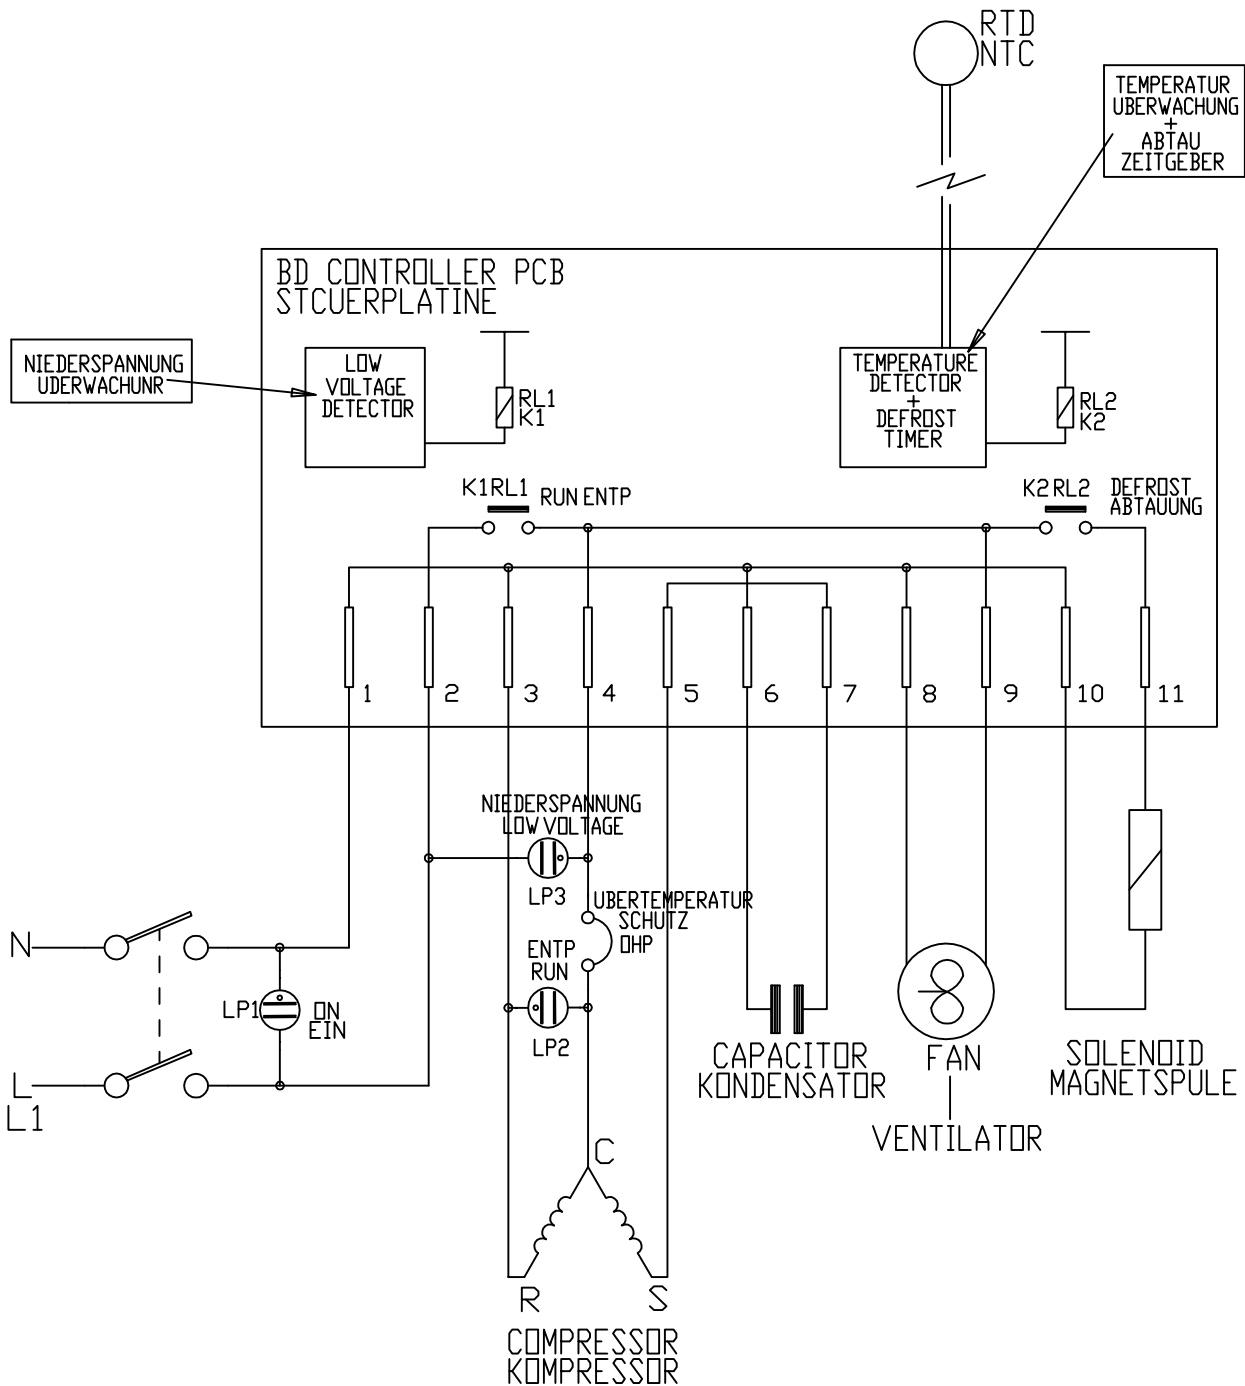 RTD
NTC
TEMPERATUR
UBERWACHUNG
+
ABTAU
ZEITGEBER
BD CONTROLLER PCB
STCUERPLATINE
NIEDERSPANNUNG
UDERWACHUNR
LOW
VOLTAGE
DETECTOR
RL1
K1
TEMPERATURE
DETECTOR
+
DEFROST
TIMER
RL2
K2
K1RL1 RUN ENTP
K2 RL2 DEFROST
ABTAUUNG
1 2 3 4 5 6 7 8 9 10 11
NIEDERSPANNUNG
LOW VOLTAGE
LP3
UBERTEMPERATUR
SCHUTZ
OHP
ENTP
RUN
LP2
N
LP1
ON
EIN
L
L1
CAPACITOR
KONDENSATOR
FAN
VENTILATOR
SOLENOID
MAGNETSPULE
C
R S
COMPRESSOR
KOMPRESSOR